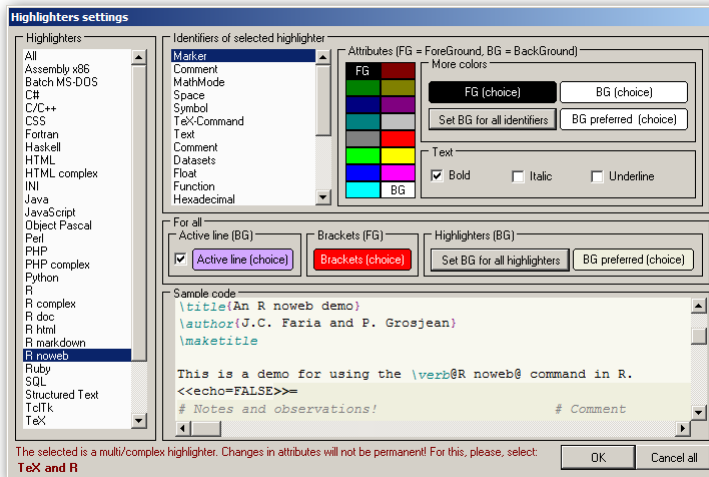 Highlighters settings
Highlighters
All
Assembly x86
Batch MS-DOS
C#
C/C++
CSS
Fortran
Haskell
HTML
HTML complex
INI
Java
JavaScript
Object Pascal
Perl
PHP
PHP complex
Python
R
R complex
R doc
R html
R markdown
R noweb
Ruby
SQL
Structured Text
TclTk
TeX
Identifiers of selected highlighter
Marker
Comment
MathMode
Space
Symbol
TeX-Command
Text
Comment
Datasets
Float
Function
Hexadecimal
Attributes (FG = ForeGround, BG = BackGround)
FG
BG
More colors
FG (choice)
BG (choice)
Set BG for all identifiers
BG preferred (choice)
Text
Bold
Italic
Underline
For all
Active line (BG)
Active line (choice)
Brackets (FG)
Brackets (choice)
Highlighters (BG)
Set BG for all highlighters
BG preferred (choice)
Sample code
\title{An R noweb demo}
\author{J.C. Faria and P. Grosjean}
\maketitle
This is a demo for using the \verb@R noweb@ command in R.
<<echo=FALSE>>=
# Notes and observations! # Comment
The selected is a multi/complex highlighter. Changes in attributes will not be permanent! For this, please, select:
TeX and R
OK
Cancel all